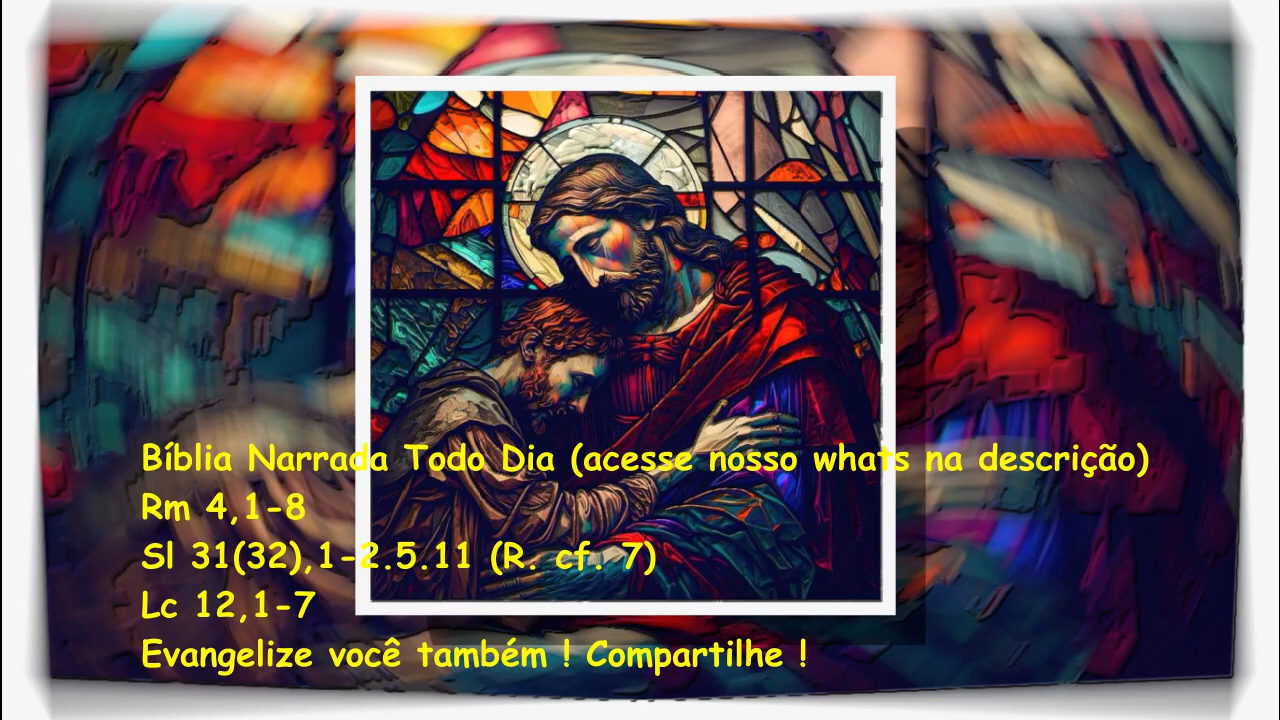 Bíblia Narrada Todo Dia (acesse nosso whats na descrição)
Rm 4,1-8
Sl 31(32),1-2.5.11 (R. cf. 7)
Lc 12,1-7
Evangelize você também ! Compartilhe !